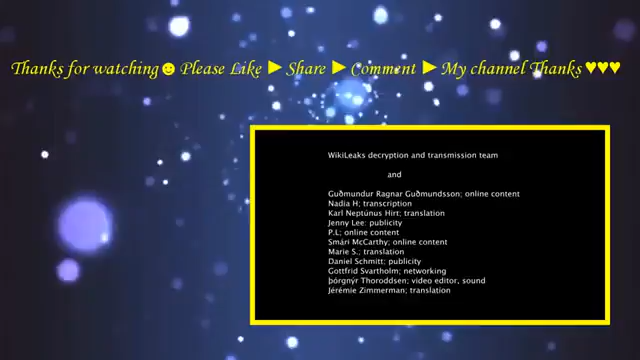 Thanks for watching☻Please Like ►Share ►Comment ►My channel Thanks ♥♥♥
WikiLeaks decryption and transmission team
and
Guðmundur Ragnar Guðmundsson; online content
Nadia H; transcription
Karl Neptúnus Hirt; translation
Jenny Lee: publicity
P.L; online content
Smári McCarthy; online content
Marie S.; translation
Daniel Schmitt; publicity
Gottfrid Svartholm; networking
Þórgnýr Thoroddsen; video editor, sound
Jérémie Zimmerman; translation